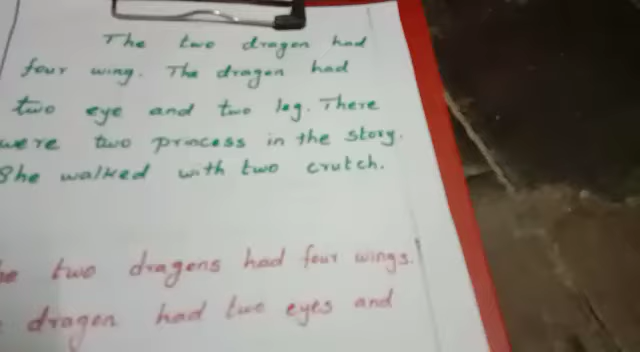 The two dragon had
four wing. The dragon had
two eye and two leg. There
were two princess in the story.
She walked with two crutch.
two dragons had four wings.
dragon had two eyes and